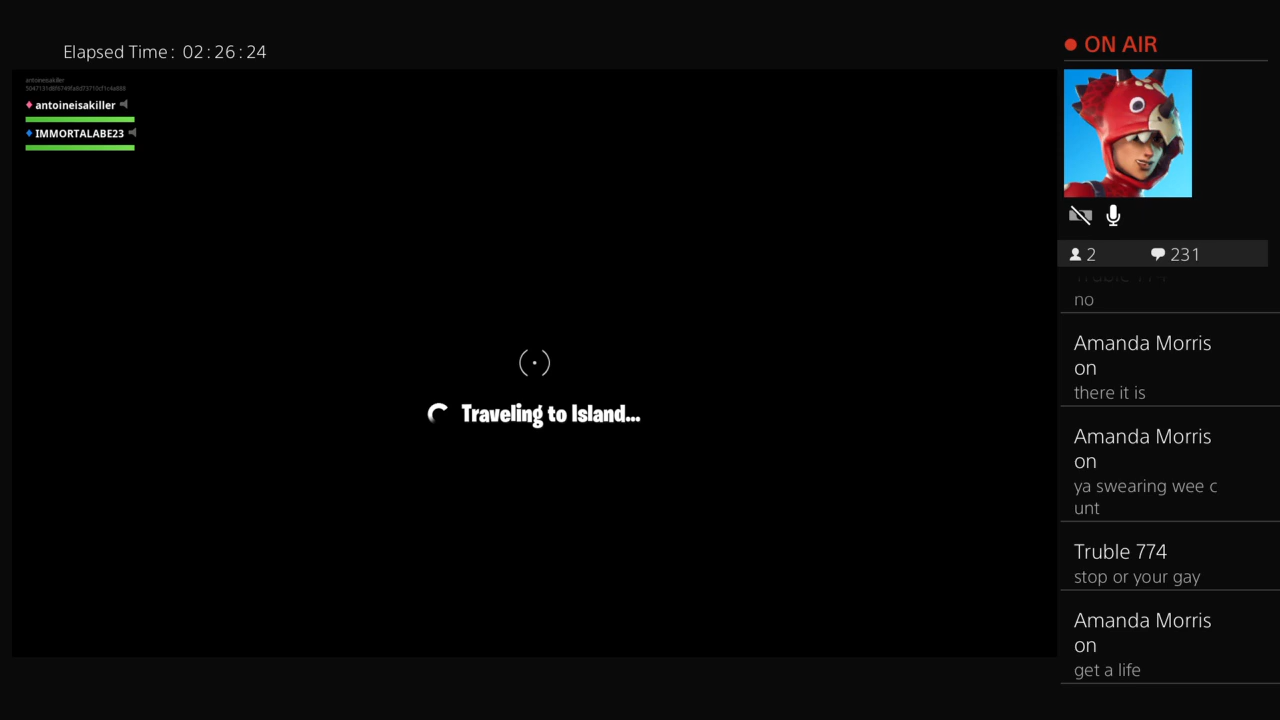 Elapsed Time: 02:26:24
ON AIR
antoineisakiller
antoineisakiller
IMMORTALABE23
2 231
no
Amanda Morris
on
there it is
Amanda Morris
on
ya swearing wee c
unt
Traveling to Island...
Truble 774
stop or your gay
Amanda Morris
on
get a life